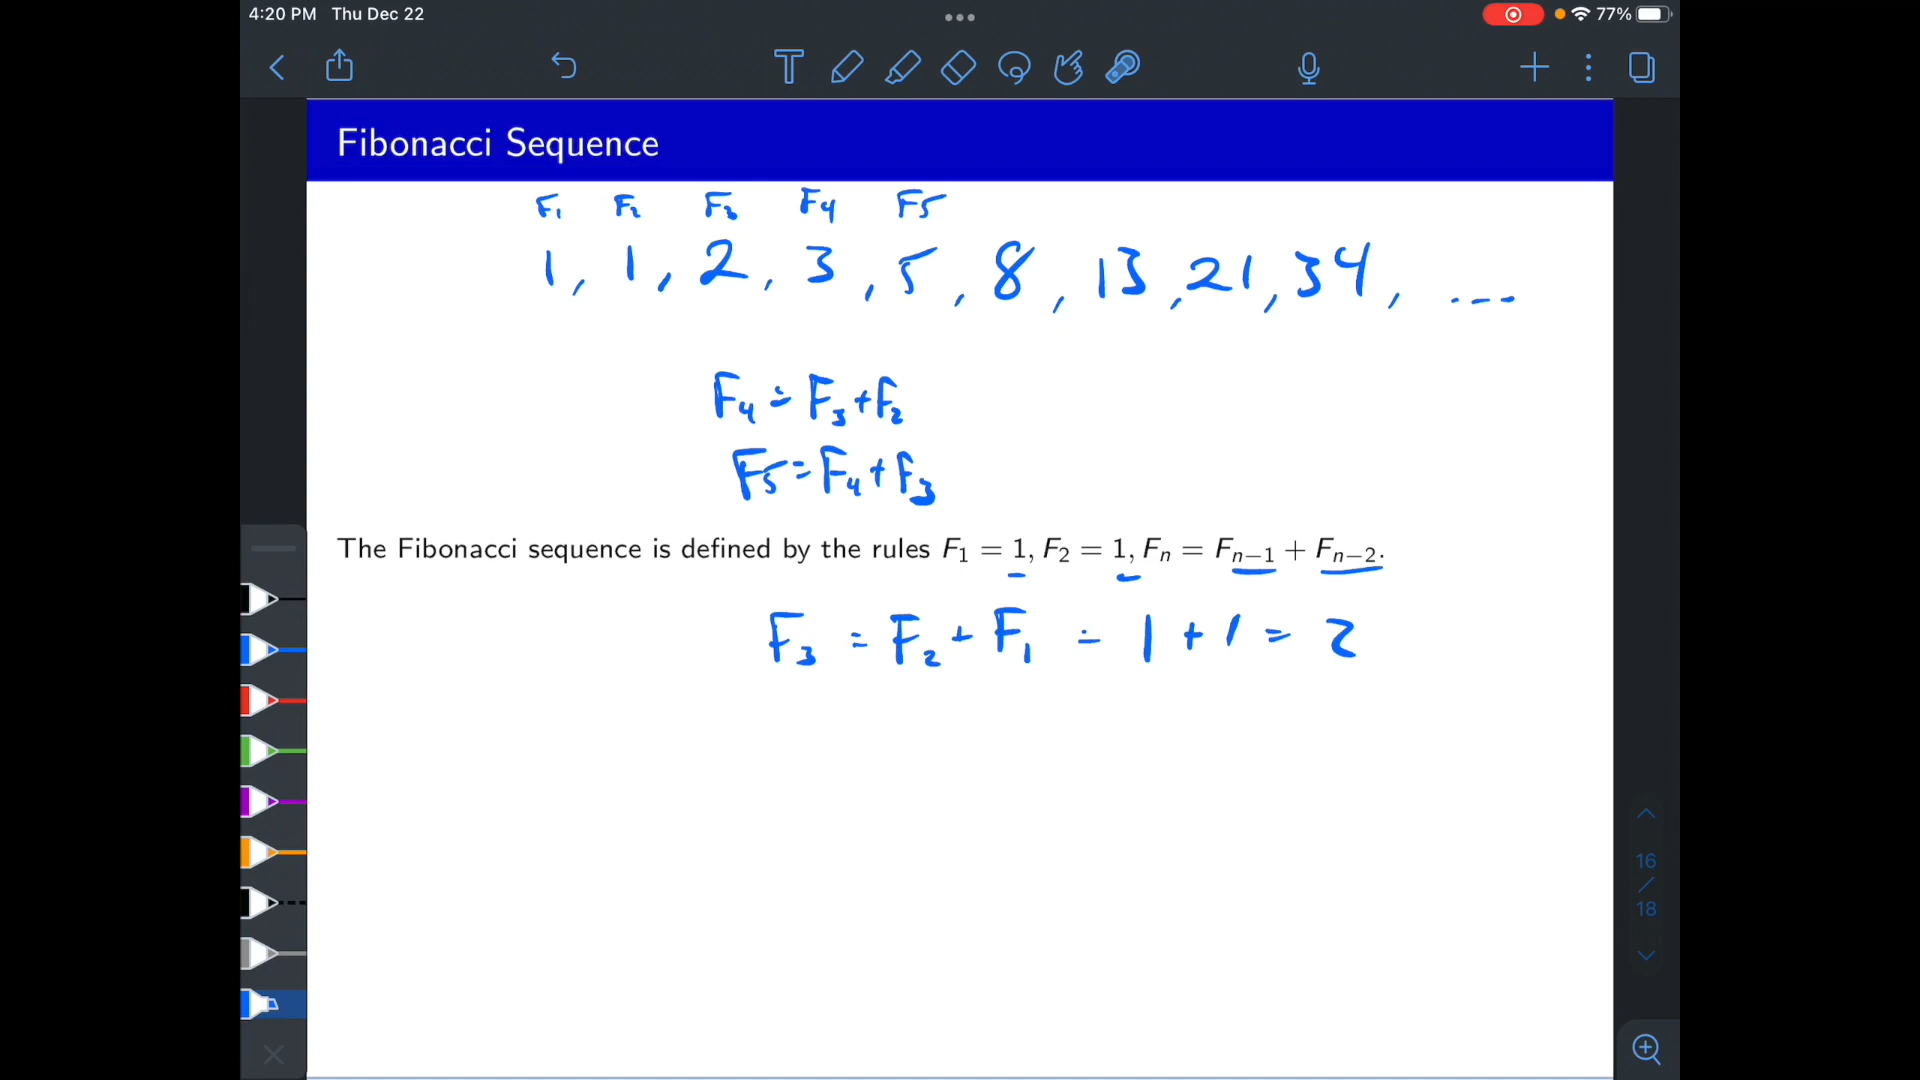 4:20 PM Thu Dec 22
77%
Fibonacci Sequence
F₁ F₂ F₃ F₄ F₅
1, 1, 2, 3, 5, 8, 13, 21, 34, ...
F₄ = F₃ + F₂
F₅ = F₄ + F₃
The Fibonacci sequence is defined by the rules F₁ = 1, F₂ = 1, Fₙ = Fₙ₋₁ + Fₙ₋₂.
F₃ = F₂ + F₁ = 1 + 1 = 2
16
/
18